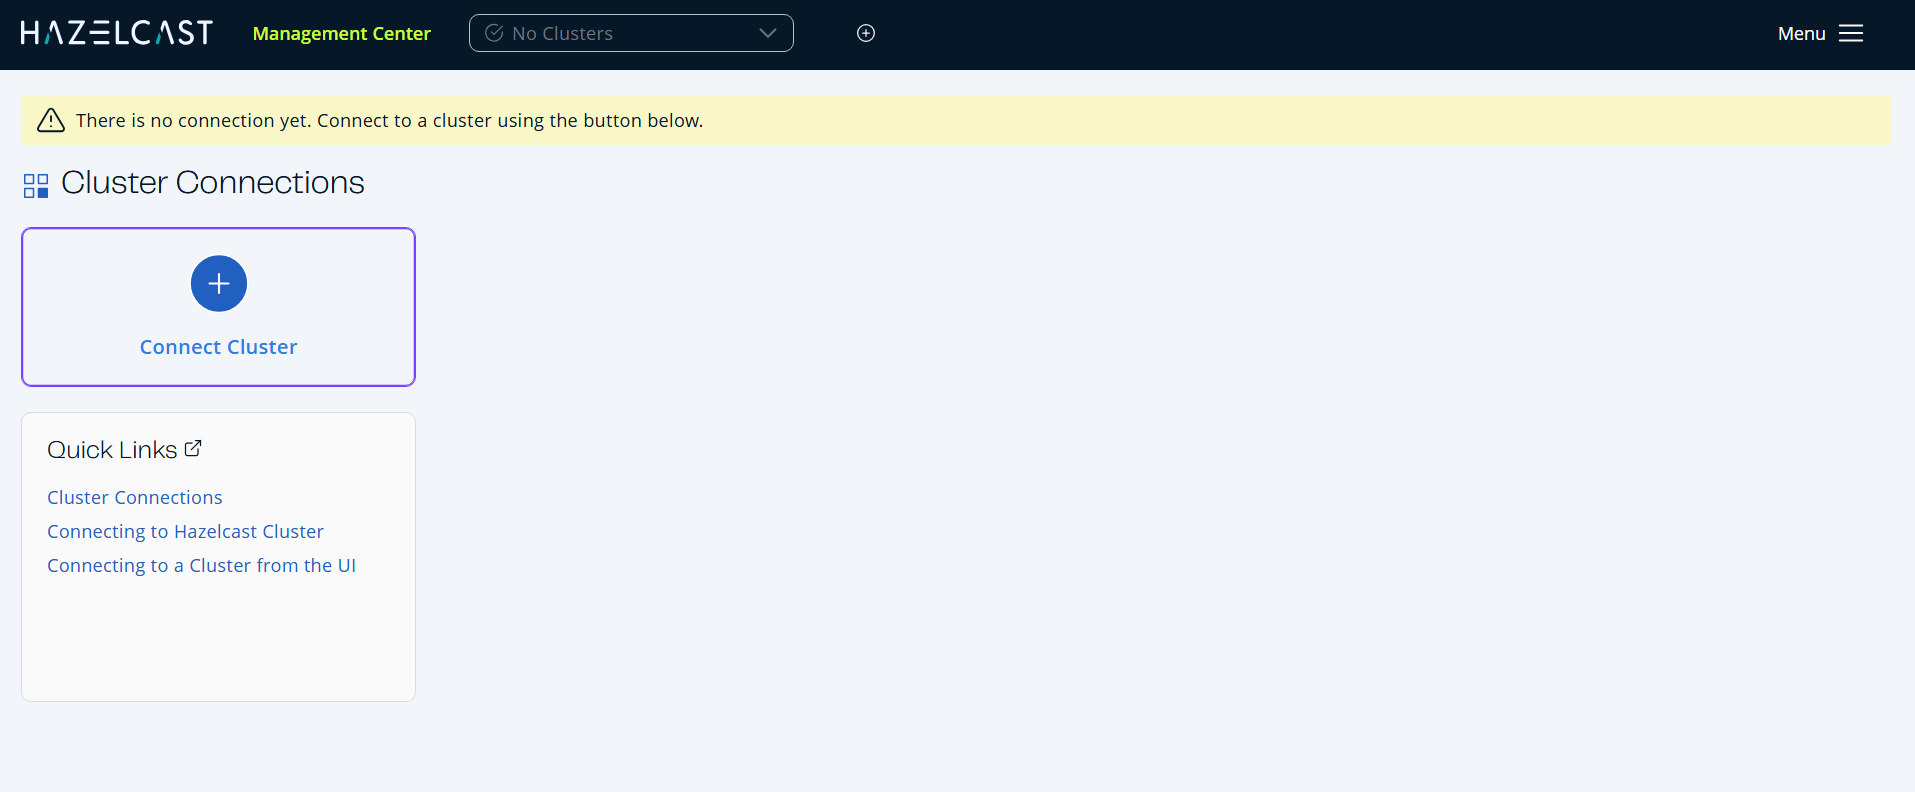 HAZELCAST Management Center No Clusters Menu
There is no connection yet. Connect to a cluster using the button below.
Cluster Connections
Connect Cluster
Quick Links
Cluster Connections
Connecting to Hazelcast Cluster
Connecting to a Cluster from the UI